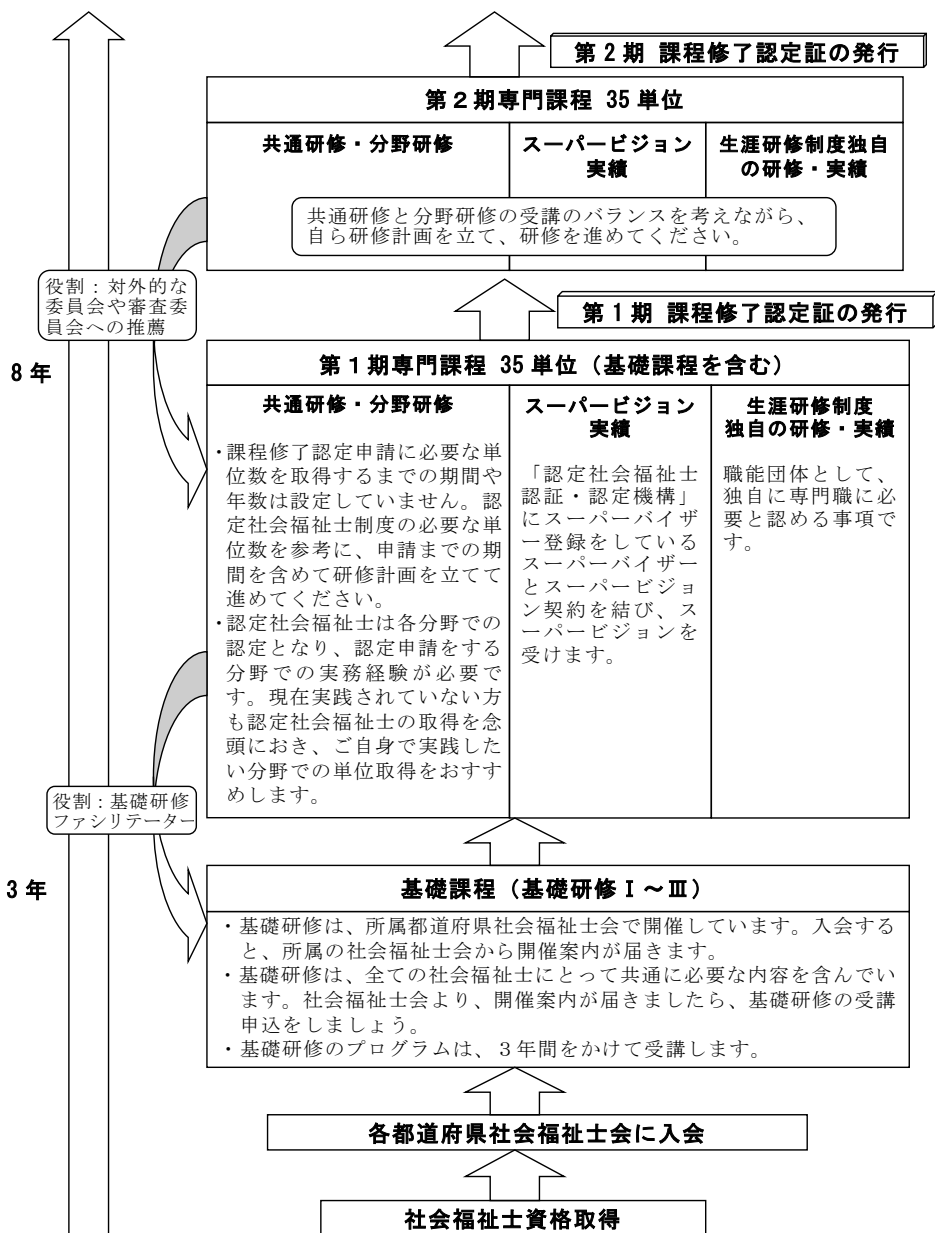 第2期 課程修了認定証の発行
第2期専門課程 35単位
共通研修・分野研修
スーパービジョン
実績
生涯研修制度独自
の研修・実績
共通研修と分野研修の受講のバランスを考えながら、
自ら研修計画を立て、研修を進めてください。
役割：対外的な
委員会や審査委
員会への推薦
第1期 課程修了認定証の発行
8年
第1期専門課程 35単位（基礎課程を含む）
共通研修・分野研修
・課程修了認定申請に必要な単
位数を取得するまでの期間や
年数は設定していません。認
定社会福祉士制度の必要な単
位数を参考に、申請までの期
間を含めて研修計画を立てて
進めてください。
・認定社会福祉士は各分野での
認定となり、認定申請をする
分野での実務経験が必要で
す。現在実践されていない方
も認定社会福祉士の取得を念
頭におき、ご自身で実践した
い分野での単位取得をおすす
めします。
スーパービジョン
実績
「認定社会福祉士
認証・認定機構」
にスーパーバイザ
ー登録をしている
スーパーバイザー
とスーパービジョ
ン契約を結び、ス
ーパービジョンを
受けます。
生涯研修制度
独自の研修・実績
職能団体として、
独自に専門職に必
要と認める事項で
す。
役割：基礎研修
ファシリテーター
3年
基礎課程（基礎研修Ⅰ～Ⅲ）
・基礎研修は、所属都道府県社会福祉士会で開催しています。入会する
と、所属の社会福祉士会から開催案内が届きます。
・基礎研修は、全ての社会福祉士にとって共通に必要な内容を含んでい
ます。社会福祉士会より、開催案内が届きましたら、基礎研修の受講
申込をしましょう。
・基礎研修のプログラムは、３年間をかけて受講します。
各都道府県社会福祉士会に入会
社会福祉士資格取得